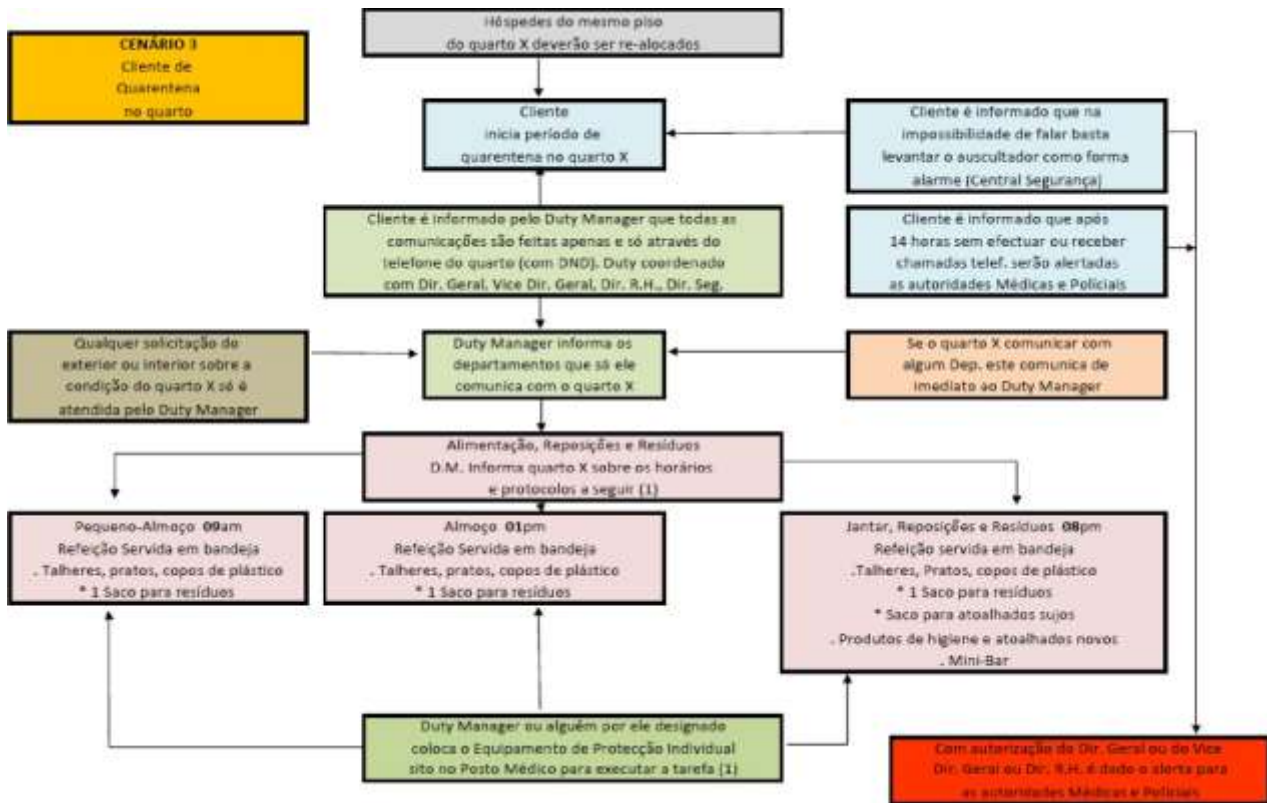 CENÁRIO 3
Cliente de
Quarentena
no quarto
Hóspedes do mesmo piso
do quarto X deverão ser re-alocados
Cliente
inicia período de
quarentena no quarto X
Cliente é informado que na
impossibilidade de falar basta
levantar o auscultador como forma
alarme (Central Segurança)
Cliente é informado pelo Duty Manager que todas as
comunicações são feitas apenas e só através do
telefone do quarto (com DND). Duty coordenado
com Dir. Geral, Vice Dir. Geral, Dir. R.H., Dir. Seg.
Cliente é informado que após
14 horas sem efectuar ou receber
chamadas telef. serão alertadas
as autoridades Médicas e Policiais
Qualquer solicitação do
exterior ou interior sobre a
condição do quarto X só é
atendida pelo Duty Manager
Duty Manager informa os
departamentos que só ele
comunica com o quarto X
Se o quarto X comunicar com
algum Dep. este comunica de
imediato ao Duty Manager
Alimentação, Reposições e Resíduos
D.M. Informa quarto X sobre os horários
e protocolos a seguir (1)
Pequeno-Almoço 09am
Refeição Servida em bandeja
. Talheres, pratos, copos de plástico
* 1 Saco para resíduos
Almoço 01pm
Refeição Servida em bandeja
. Talheres, pratos, copos de plástico
* 1 Saco para resíduos
Jantar, Reposições e Resíduos 08pm
Refeição servida em bandeja
.Talheres, Pratos, copos de plástico
* 1 Saco para resíduos
* Saco para atoalhados sujos
. Produtos de higiene e atoalhados novos
. Mini-Bar
Duty Manager ou alguém por ele designado
coloca o Equipamento de Protecção Individual
sito no Posto Médico para executar a tarefa (1)
Com autorização do Dir. Geral ou do Vice
Dir. Geral ou Dir. R.H. é dado o alerta para
as autoridades Médicas e Policiais